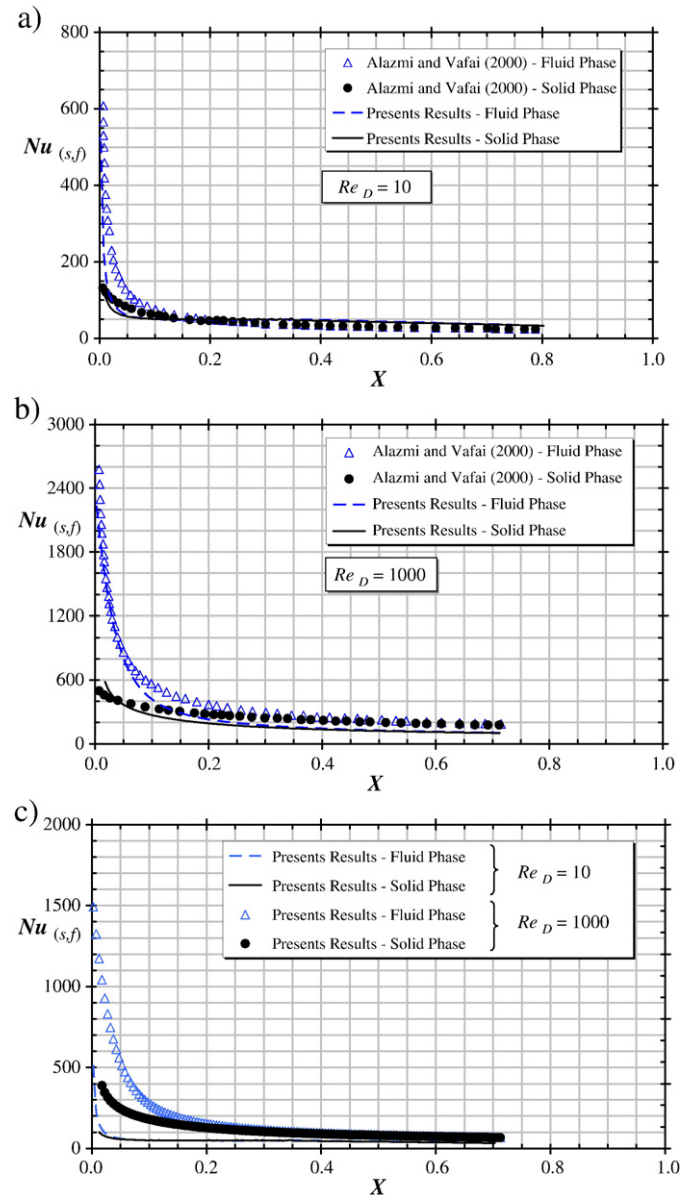 a)
800
600
400
200
0
Nu (s,f)
Alazmi and Vafai (2000) - Fluid Phase
Alazmi and Vafai (2000) - Solid Phase
Presents Results - Fluid Phase
Presents Results - Solid Phase
Re D = 10
0.0 0.2 0.4 0.6 0.8 1.0
X
b)
3000
2400
1800
1200
600
0
Nu (s,f)
Alazmi and Vafai (2000) - Fluid Phase
Alazmi and Vafai (2000) - Solid Phase
Presents Results - Fluid Phase
Presents Results - Solid Phase
Re D = 1000
0.0 0.2 0.4 0.6 0.8 1.0
X
c)
2000
1500
1000
500
0
Nu (s,f)
Presents Results - Fluid Phase
Presents Results - Solid Phase
Re D = 10
Presents Results - Fluid Phase
Presents Results - Solid Phase
Re D = 1000
0.0 0.2 0.4 0.6 0.8 1.0
X